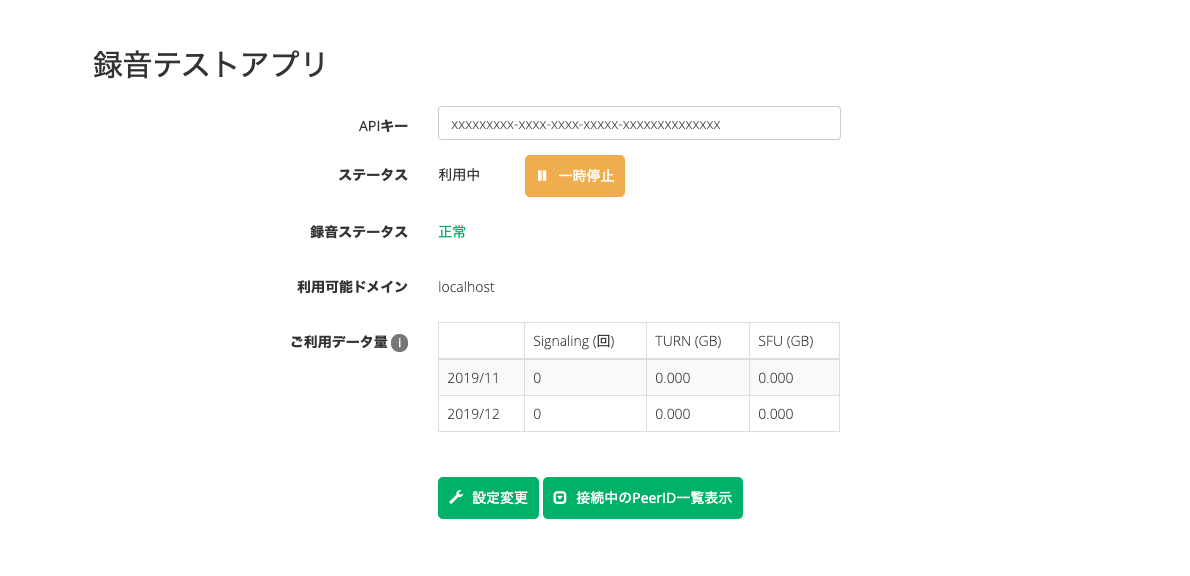 録音テストアプリ
APIキー xxxxxxxxx-xxxx-xxxx-xxxxx-xxxxxxxxxxxxxx
ステータス 利用中 一時停止
録音ステータス 正常
利用可能ドメイン localhost
ご利用データ量 i
Signaling (回) TURN (GB) SFU (GB)
2019/11 0 0.000 0.000
2019/12 0 0.000 0.000
設定変更 接続中のPeerID一覧表示